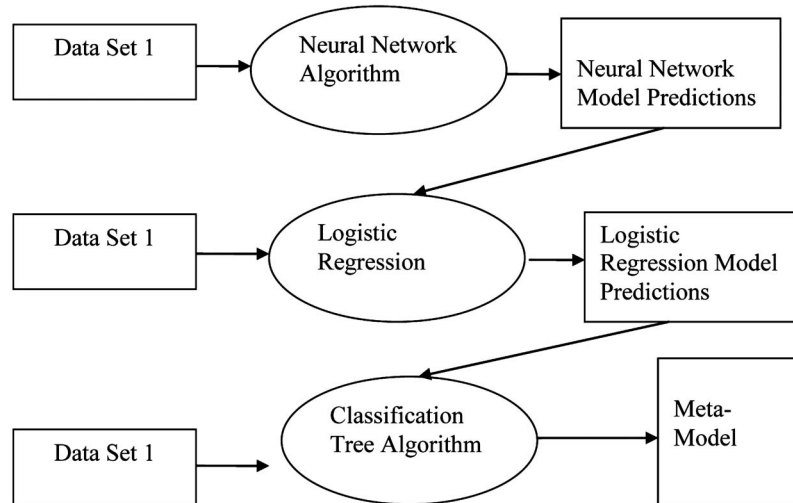 Data Set 1
Neural Network
Algorithm
Neural Network
Model Predictions
Data Set 1
Logistic
Regression
Logistic
Regression Model
Predictions
Data Set 1
Classification
Tree Algorithm
Meta-
Model